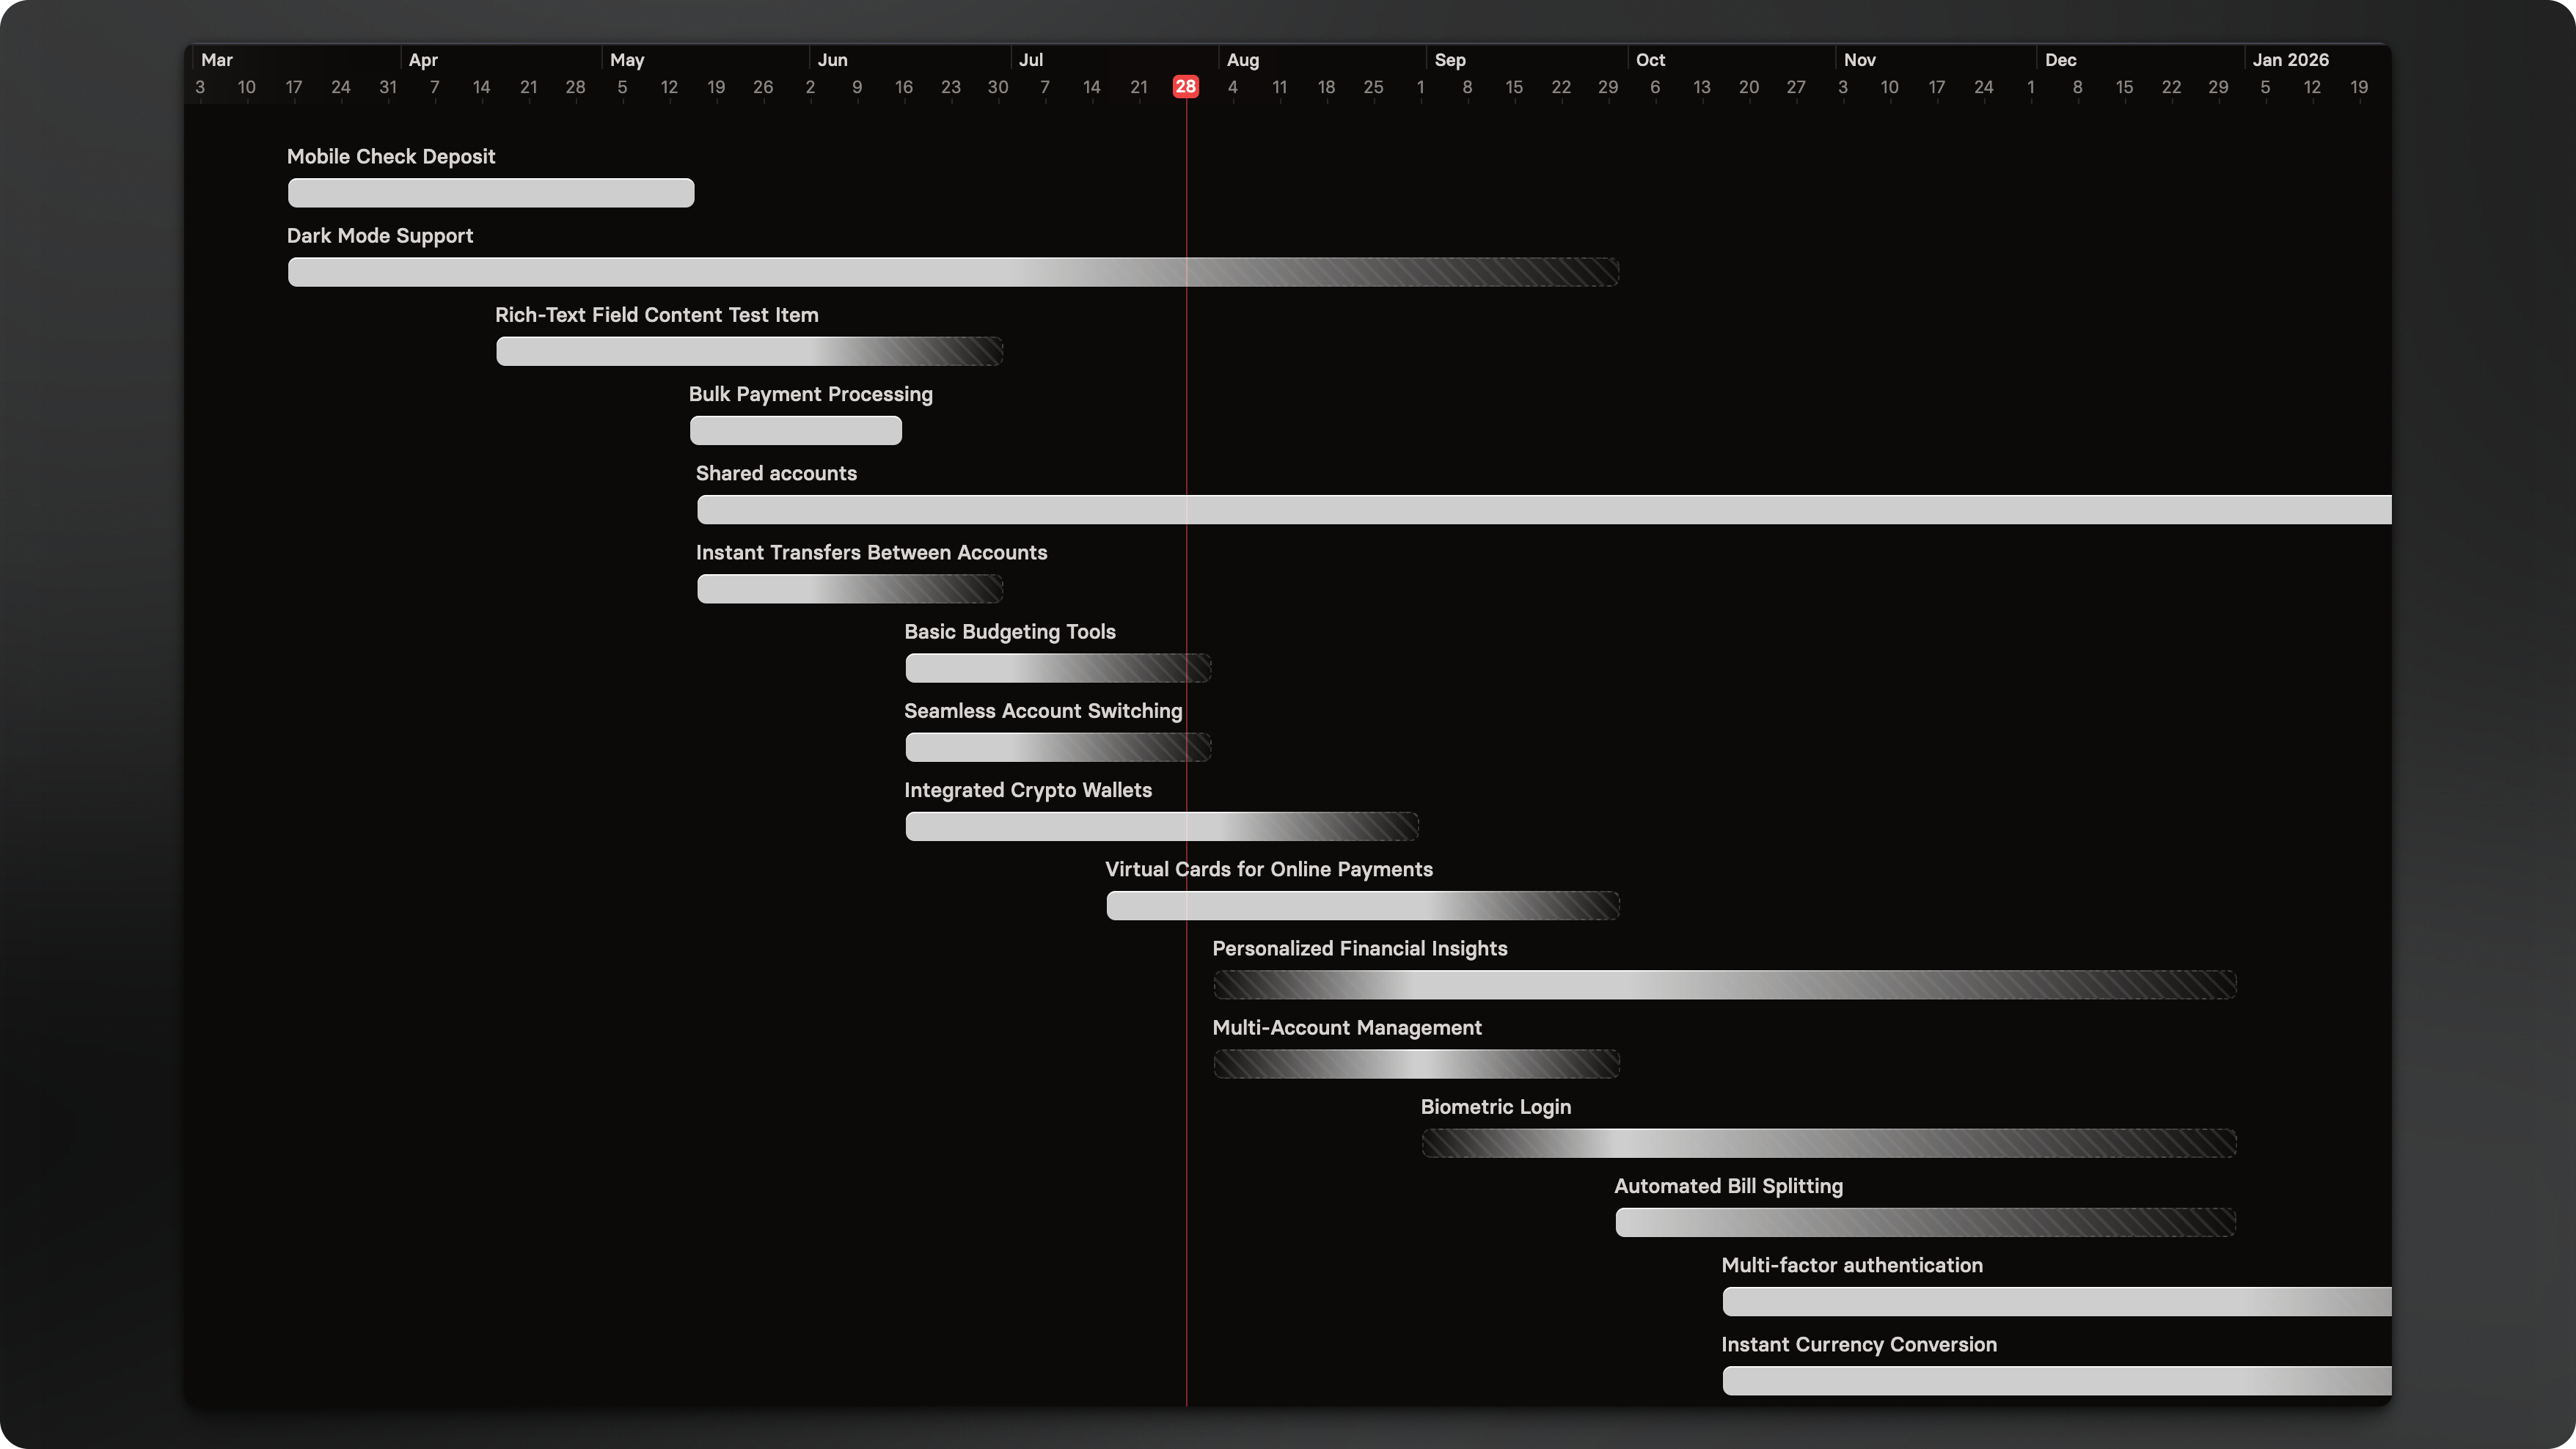 Mar Apr May Jun Jul Aug Sep Oct Nov Dec Jan 2026
3 10 17 24 31 7 14 21 28 5 12 19 26 2 9 16 23 30 7 14 21 28 4 11 18 25 1 8 15 22 29 6 13 20 27 3 10 17 24 1 8 15 22 29 5 12 19
Mobile Check Deposit
Dark Mode Support
Rich-Text Field Content Test Item
Bulk Payment Processing
Shared accounts
Instant Transfers Between Accounts
Basic Budgeting Tools
Seamless Account Switching
Integrated Crypto Wallets
Virtual Cards for Online Payments
Personalized Financial Insights
Multi-Account Management
Biometric Login
Automated Bill Splitting
Multi-factor authentication
Instant Currency Conversion